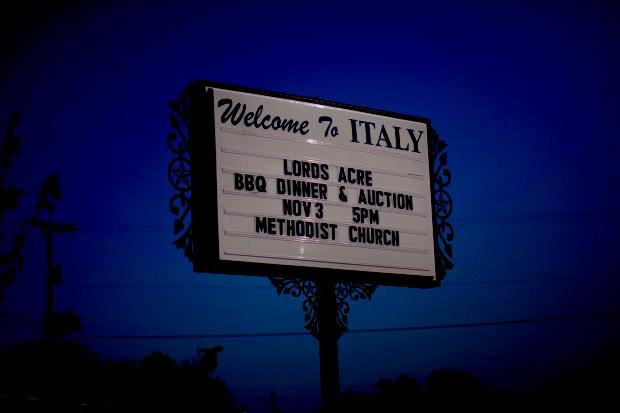 Welcome To ITALY
LORDS ACRE
BBQ DINNER & AUCTION
NOV 3 5PM
METHODIST CHURCH